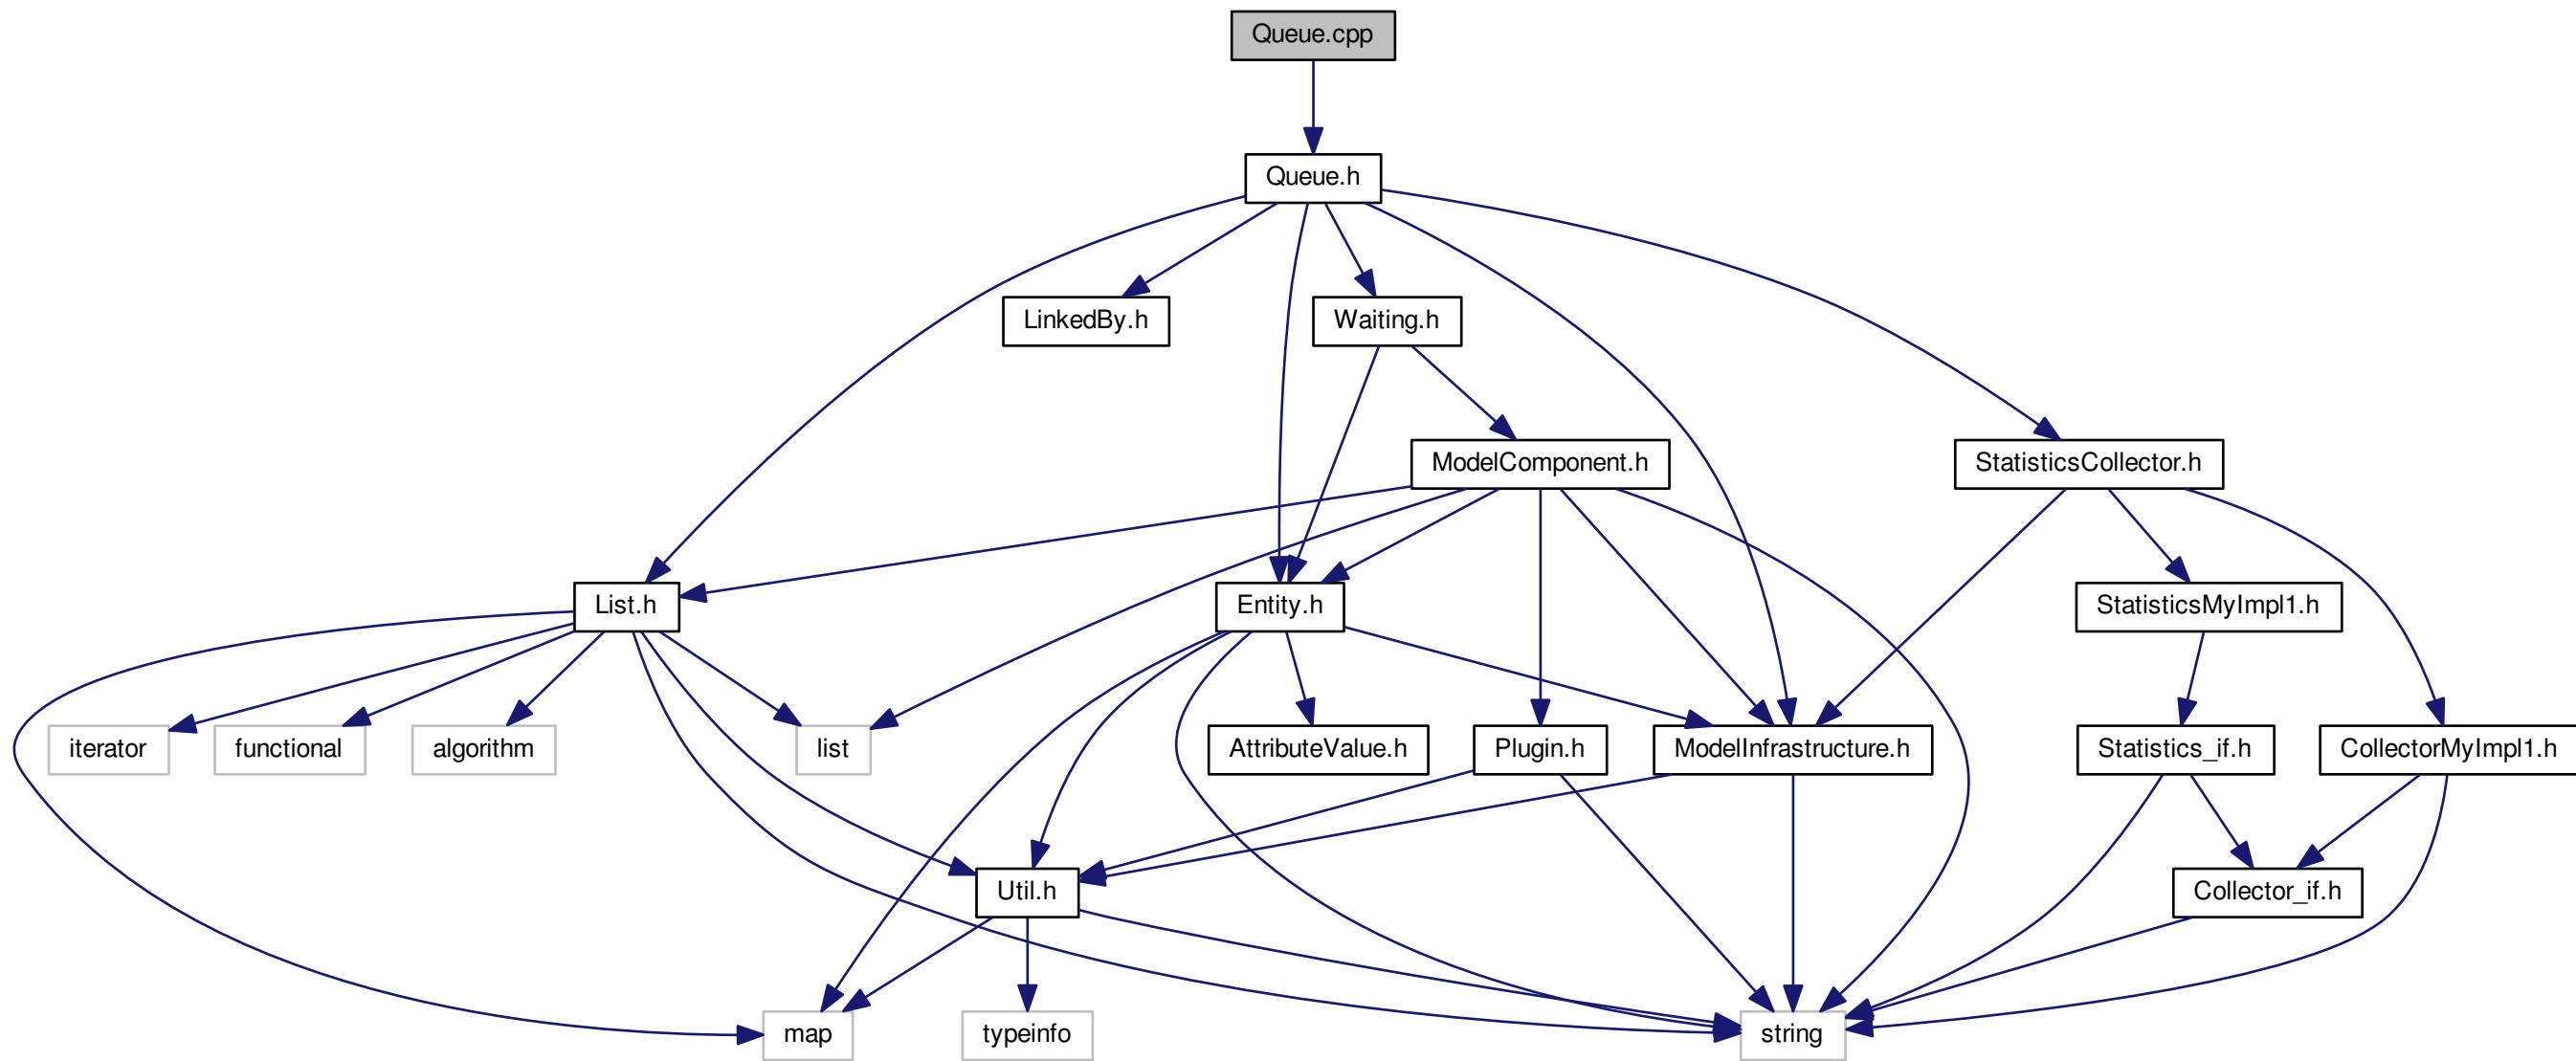 Queue.cpp
Queue.h
LinkedBy.h
Waiting.h
ModelComponent.h
StatisticsCollector.h
List.h
Entity.h
StatisticsMyImpl1.h
iterator
functional
algorithm
list
AttributeValue.h
Plugin.h
ModelInfrastructure.h
Statistics_if.h
CollectorMyImpl1.h
Util.h
Collector_if.h
map
typeinfo
string